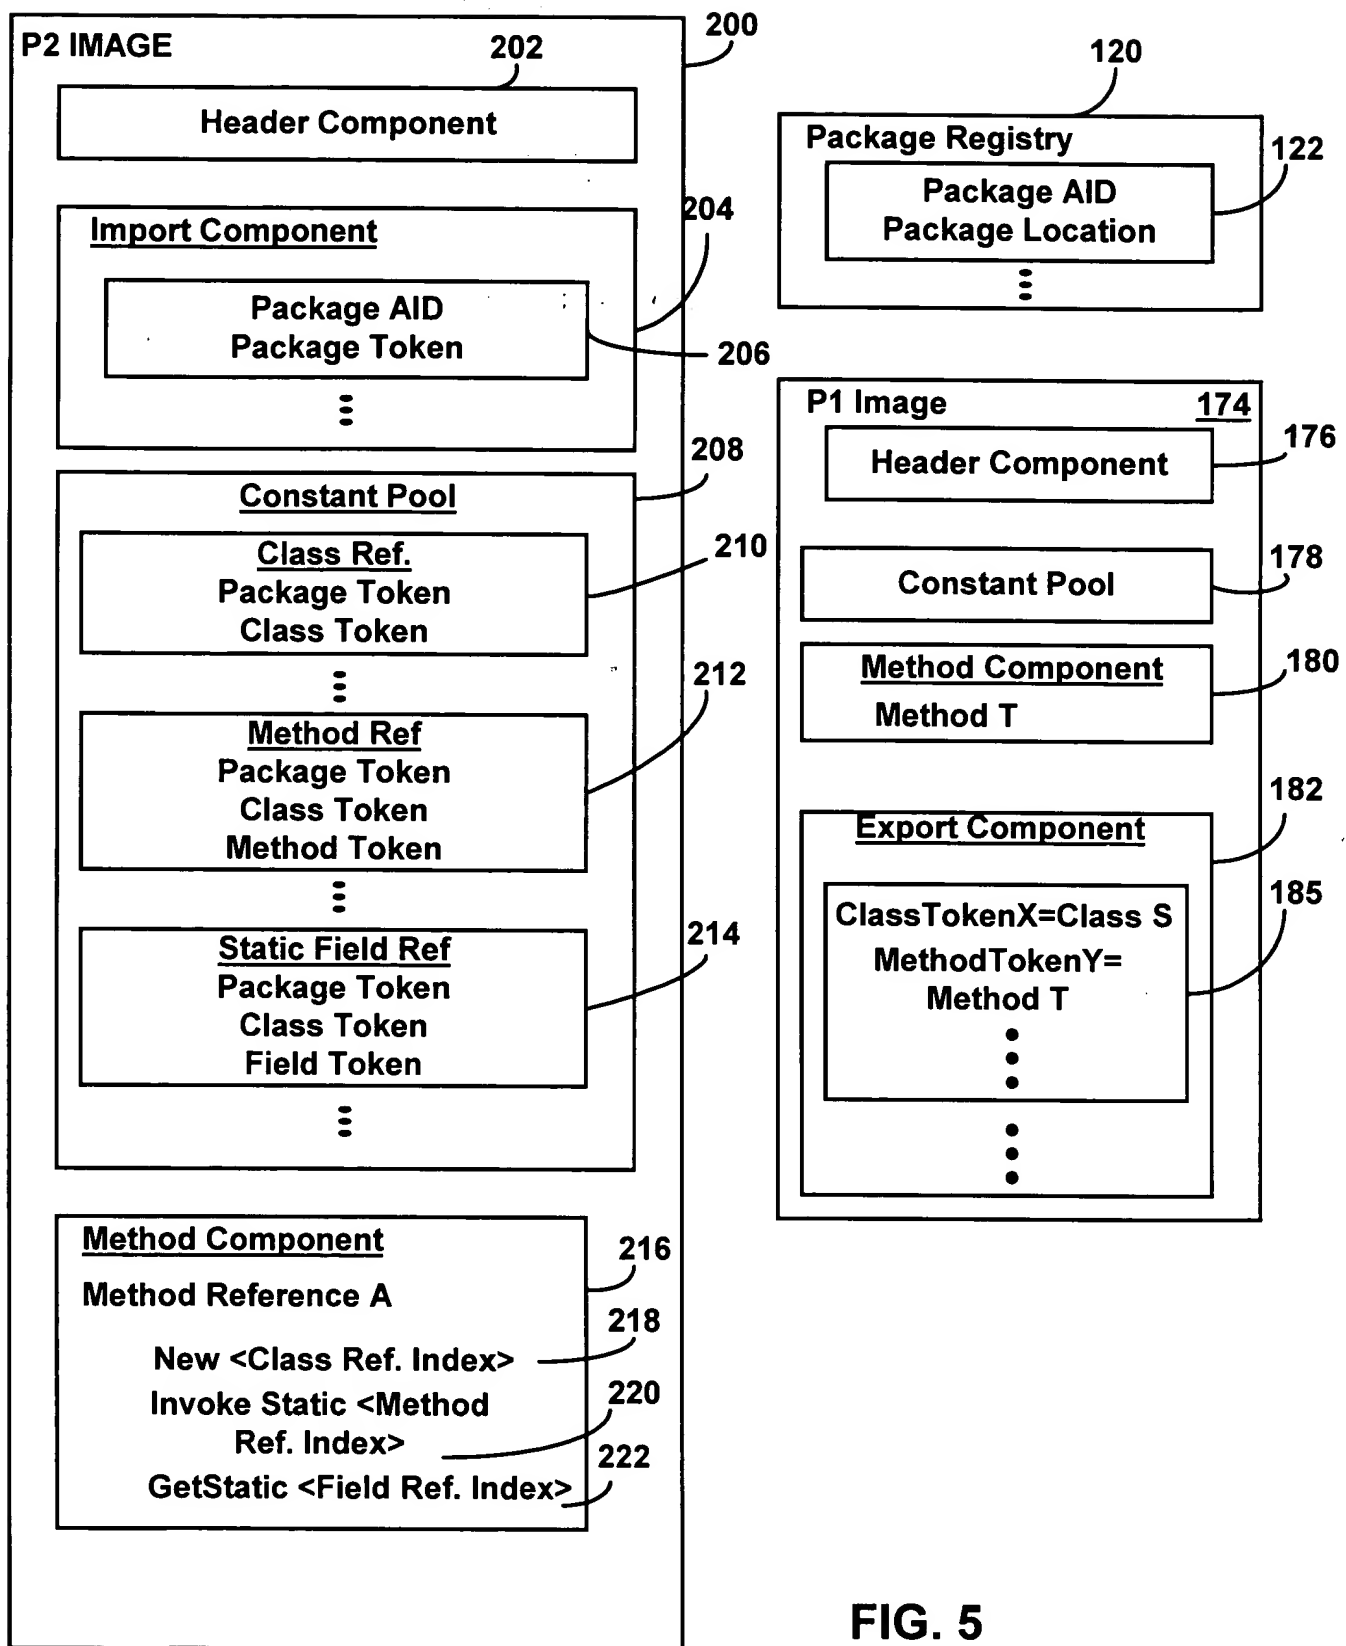 P2 IMAGE
200
202
Header Component
204
Import Component
Package AID
Package Token
206
208
Constant Pool
210
Class Ref.
Package Token
Class Token
212
Method Ref
Package Token
Class Token
Method Token
214
Static Field Ref
Package Token
Class Token
Field Token
Method Component
216
Method Reference A
218
New <Class Ref. Index>
220
Invoke Static <Method
Ref. Index>
222
GetStatic <Field Ref. Index>
120
Package Registry
122
Package AID
Package Location
P1 Image
174
176
Header Component
178
Constant Pool
180
Method Component
Method T
182
Export Component
185
ClassTokenX=Class S
MethodTokenY=
Method T
FIG. 5